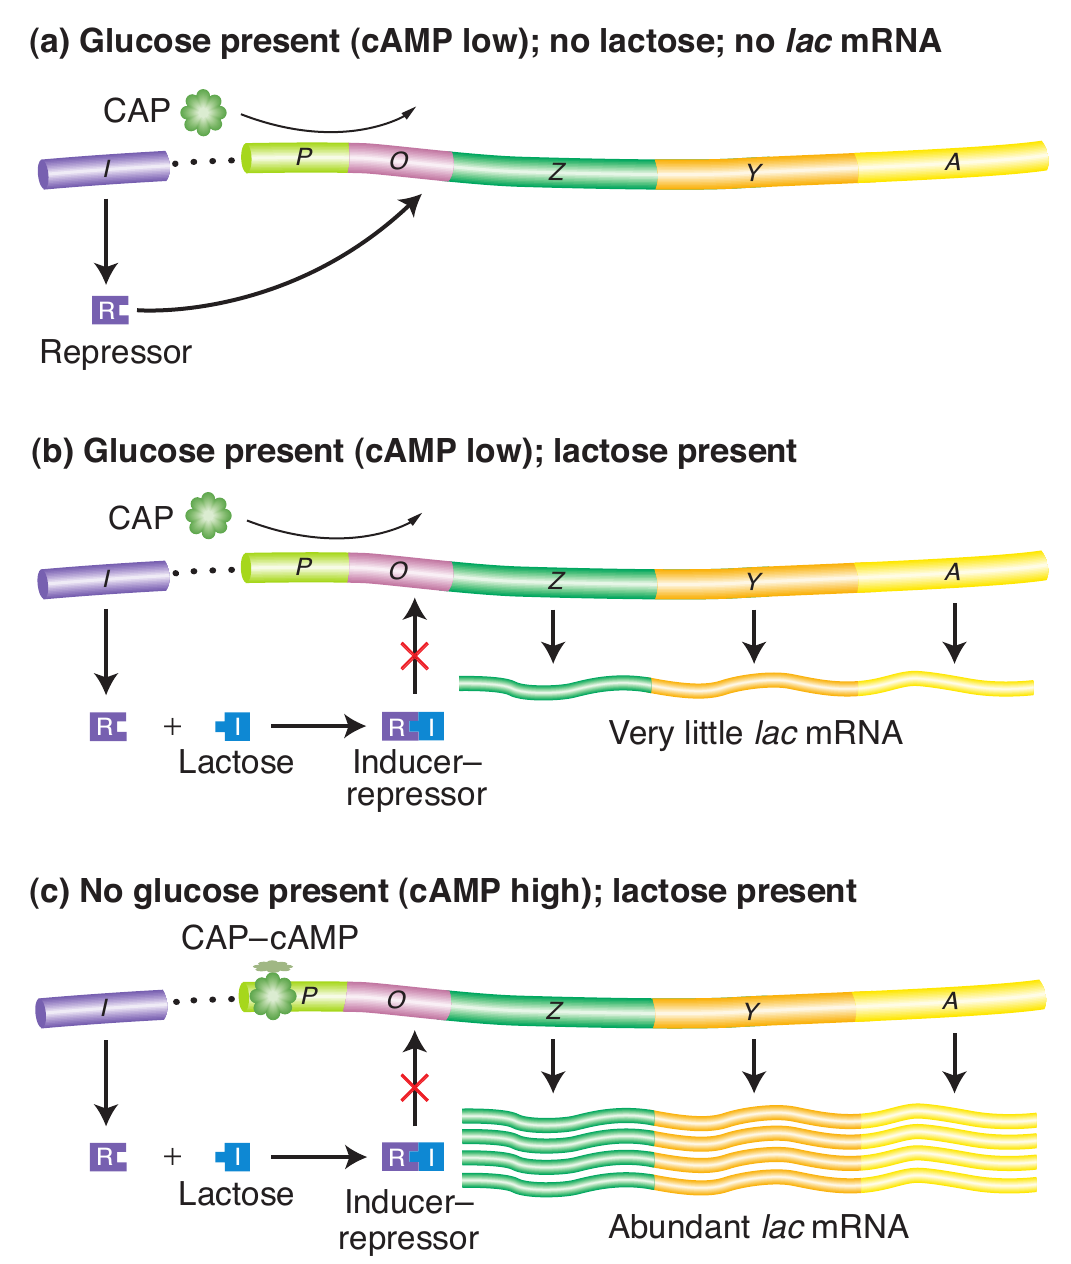 (a) Glucose present (cAMP low); no lactose; no lac mRNA
CAP
I
P
O
Z
Y
A
R
Repressor
(b) Glucose present (cAMP low); lactose present
CAP
I
P
O
Z
Y
A
R
+
I
R
I
Lactose
Inducer–
repressor
Very little lac mRNA
(c) No glucose present (cAMP high); lactose present
CAP–cAMP
I
P
O
Z
Y
A
R
+
I
R
I
Lactose
Inducer–
repressor
Abundant lac mRNA